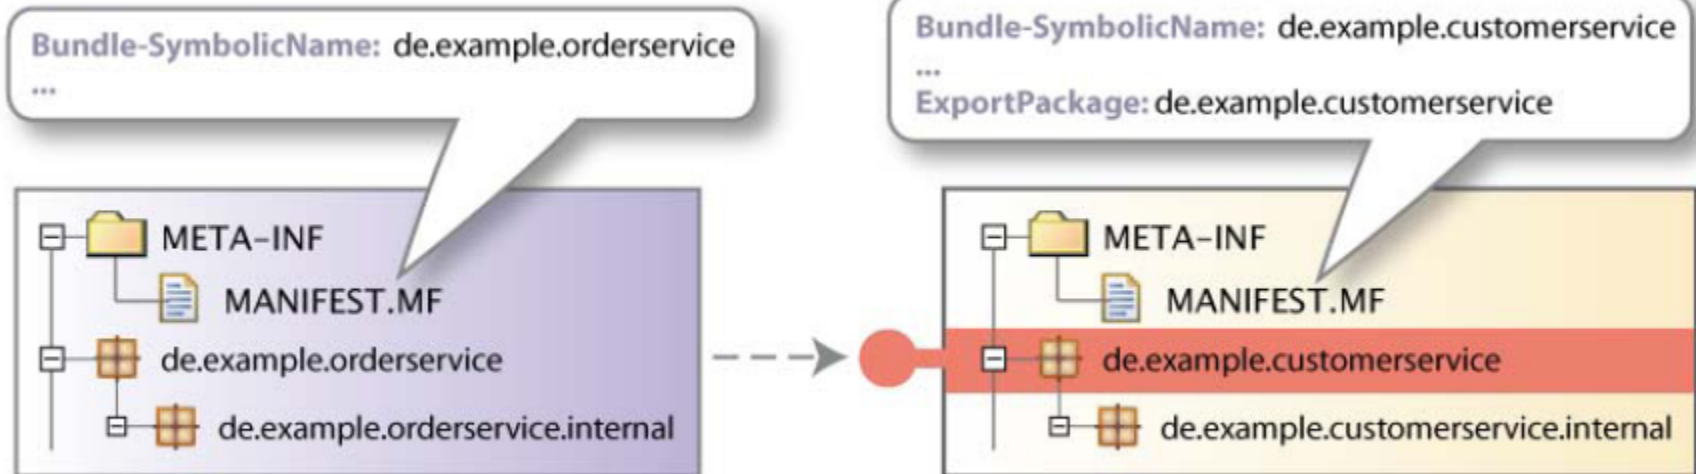 Bundle-SymbolicName: de.example.orderservice
...
META-INF
MANIFEST.MF
de.example.orderservice
de.example.orderservice.internal
Bundle-SymbolicName: de.example.customerservice
...
ExportPackage: de.example.customerservice
META-INF
MANIFEST.MF
de.example.customerservice
de.example.customerservice.internal